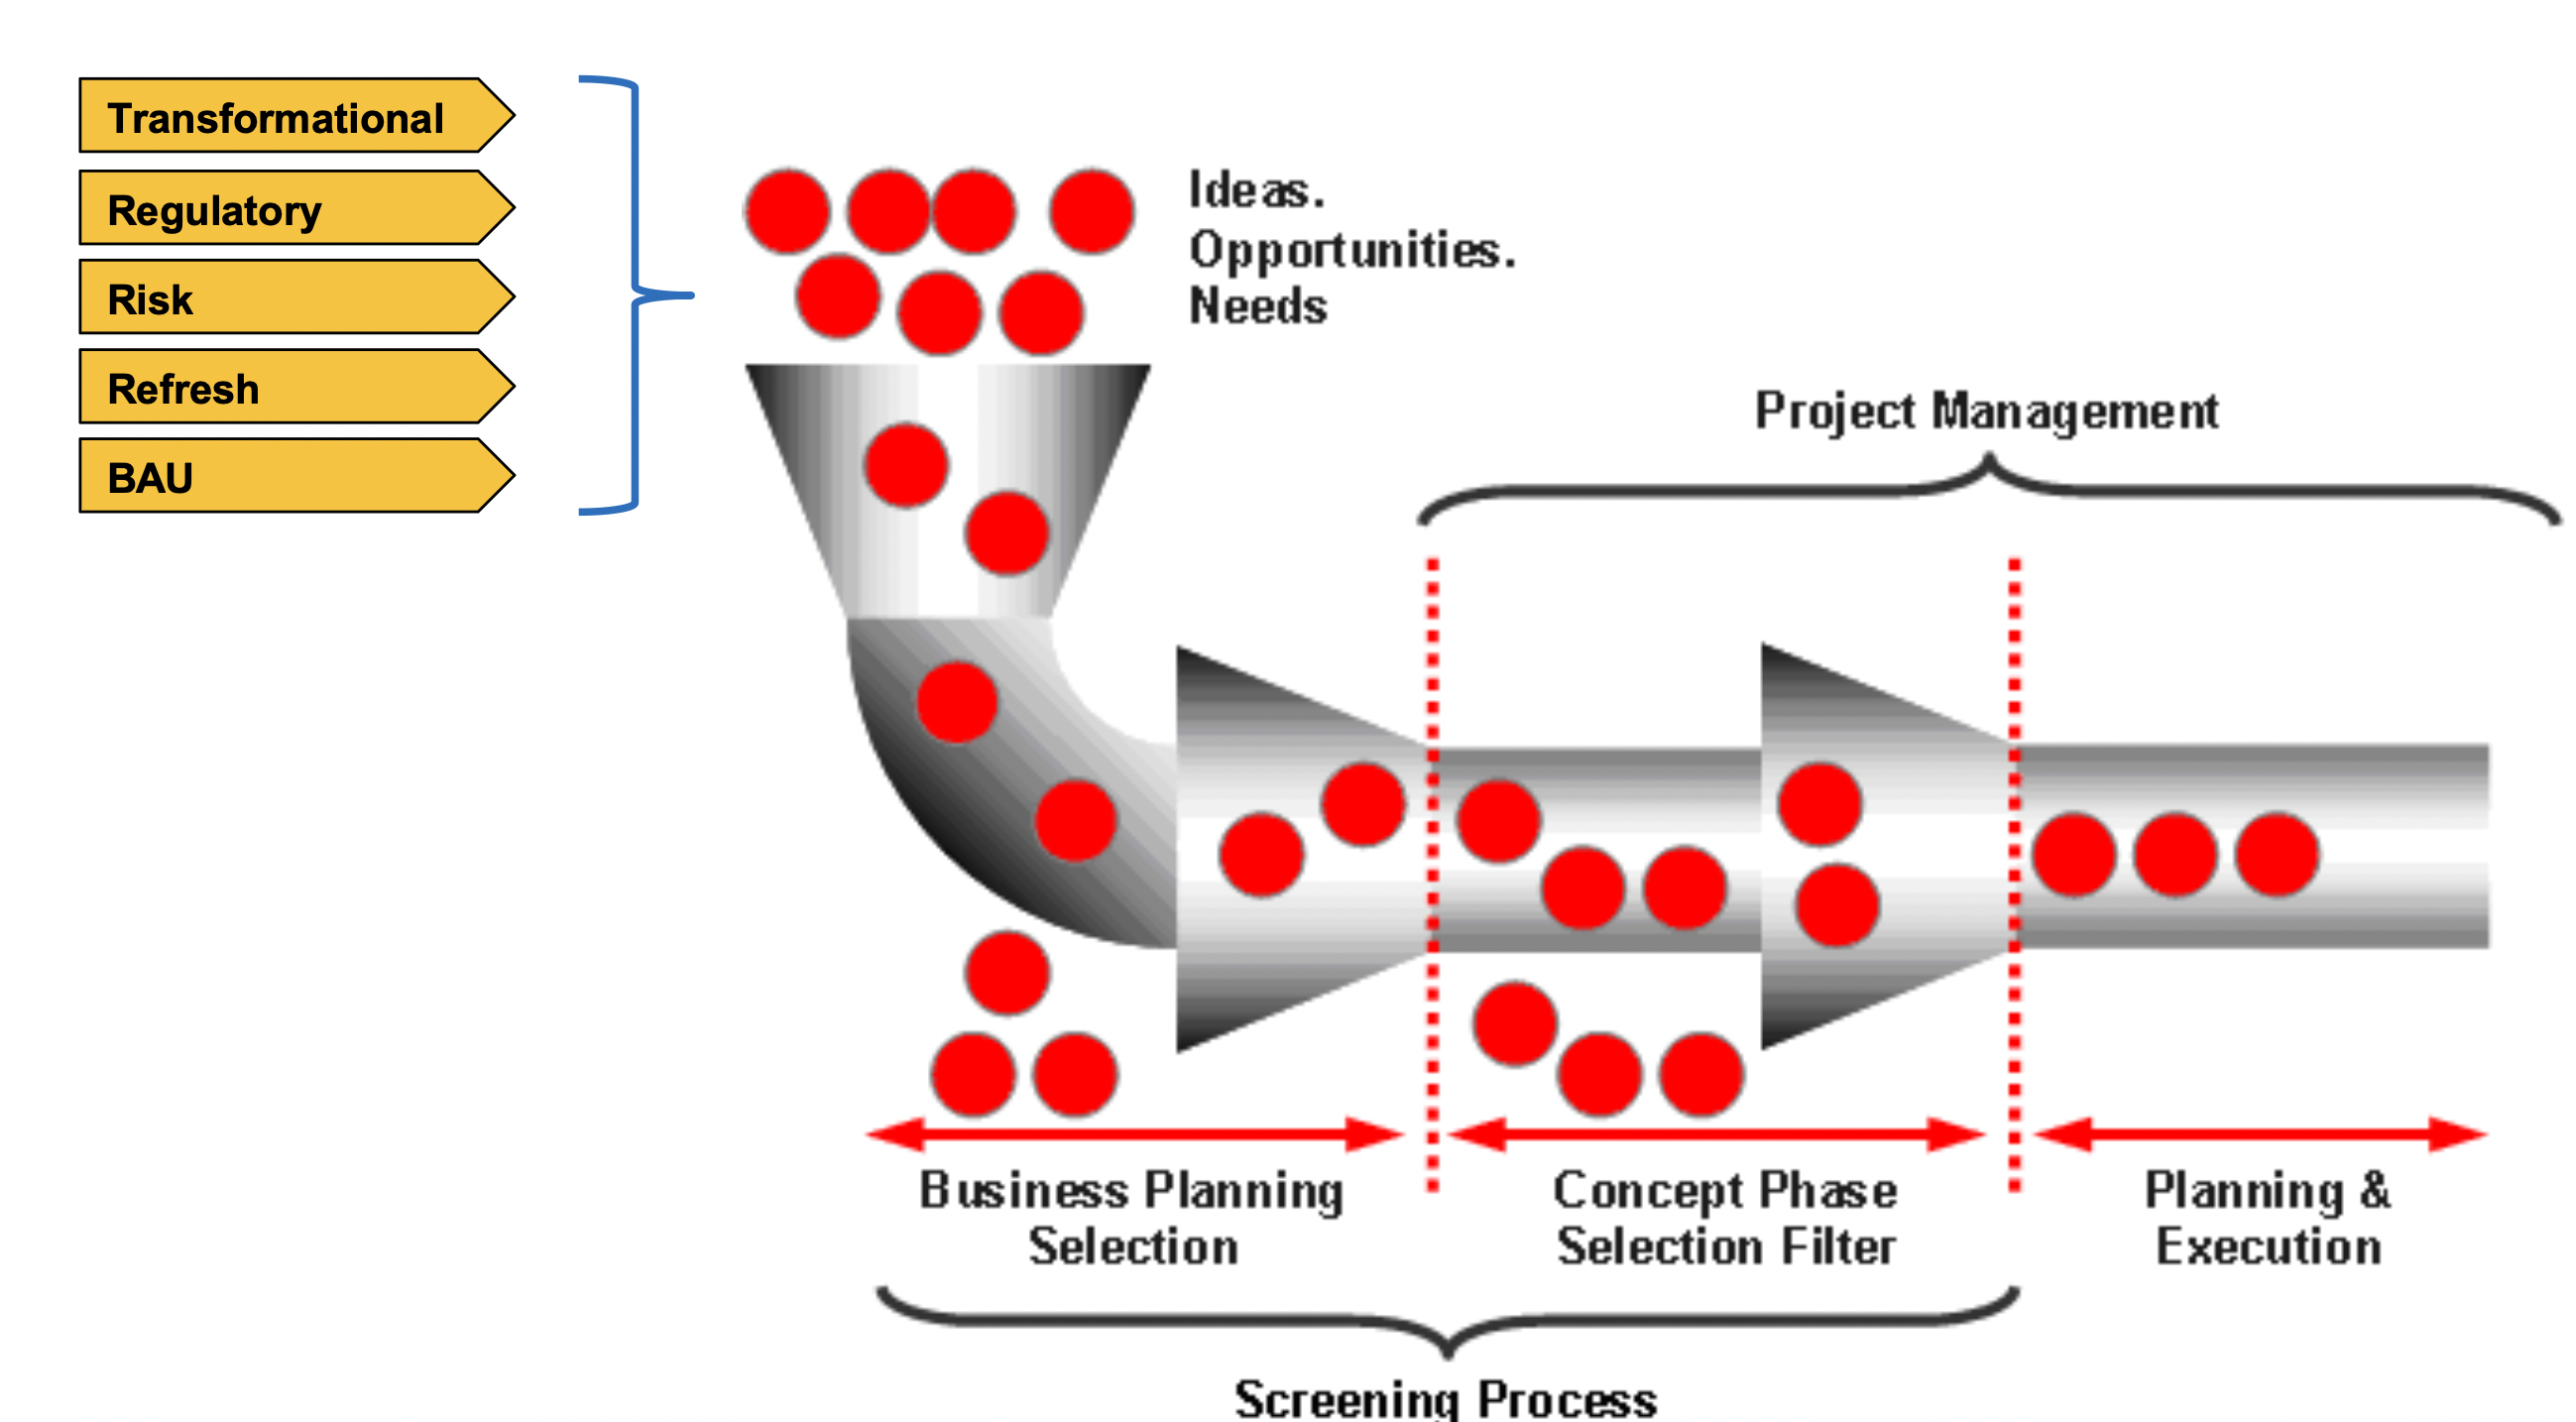 Transformational
Regulatory
Risk
Refresh
BAU
Ideas.
Opportunities.
Needs
Project Management
Business Planning
Selection
Concept Phase
Selection Filter
Planning &
Execution
Screening Process